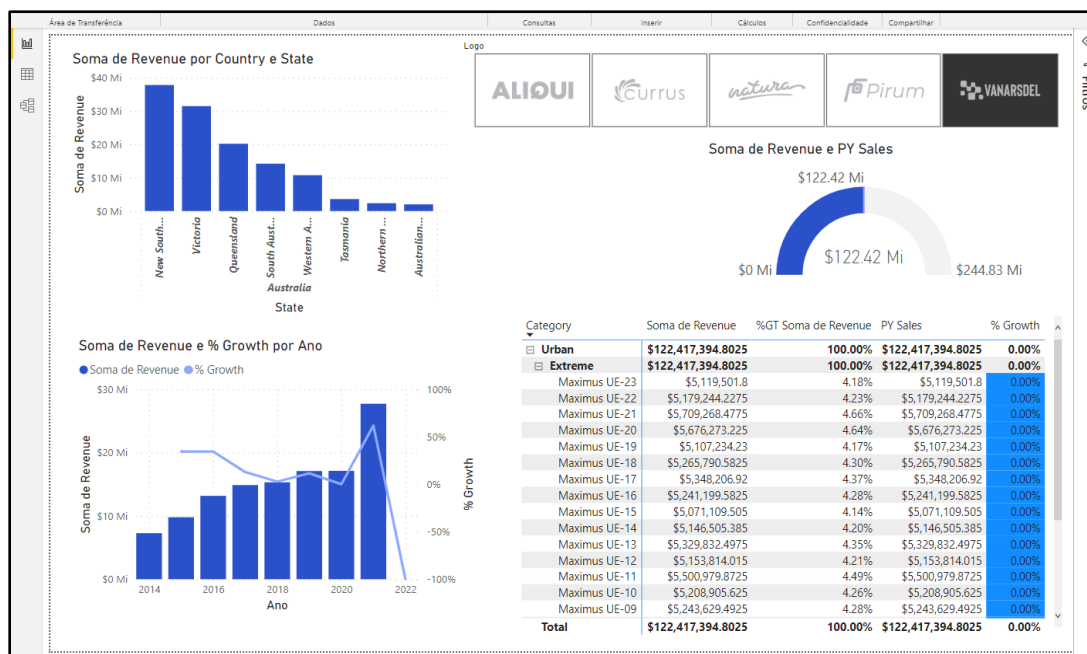 Área de Transferência Dados Consultas Inserir Cálculos Confidencialidade Compartilhar
Soma de Revenue por Country e State
$40 Mi
$30 Mi
$20 Mi
$10 Mi
$0 Mi
Soma de Revenue
New South...
Victoria
Queensland
South Aust...
Western A...
Tasmania
Northern ...
Australian...
Australia
State
Logo
ALIQUI
currus
natura
Pirum
VANARSDEL
Filtros
Soma de Revenue e PY Sales
$122.42 Mi
$122.42 Mi
$0 Mi
$244.83 Mi
Soma de Revenue e % Growth por Ano
Soma de Revenue % Growth
$30 Mi
$20 Mi
$10 Mi
$0 Mi
Soma de Revenue
100%
50%
0%
-50%
-100%
% Growth
2014 2016 2018 2020 2022
Ano
Category Soma de Revenue %GT Soma de Revenue PY Sales % Growth
Urban $122,417,394.8025 100.00% $122,417,394.8025 0.00%
Extreme $122,417,394.8025 100.00% $122,417,394.8025 0.00%
Maximus UE-23 $5,119,501.8 4.18% $5,119,501.8 0.00%
Maximus UE-22 $5,179,244.2275 4.23% $5,179,244.2275 0.00%
Maximus UE-21 $5,709,268.4775 4.66% $5,709,268.4775 0.00%
Maximus UE-20 $5,676,273.225 4.64% $5,676,273.225 0.00%
Maximus UE-19 $5,107,234.23 4.17% $5,107,234.23 0.00%
Maximus UE-18 $5,265,790.5825 4.30% $5,265,790.5825 0.00%
Maximus UE-17 $5,348,206.92 4.37% $5,348,206.92 0.00%
Maximus UE-16 $5,241,199.5825 4.28% $5,241,199.5825 0.00%
Maximus UE-15 $5,071,109.505 4.14% $5,071,109.505 0.00%
Maximus UE-14 $5,146,505.385 4.20% $5,146,505.385 0.00%
Maximus UE-13 $5,329,832.4975 4.35% $5,329,832.4975 0.00%
Maximus UE-12 $5,153,814.015 4.21% $5,153,814.015 0.00%
Maximus UE-11 $5,500,979.8725 4.49% $5,500,979.8725 0.00%
Maximus UE-10 $5,208,905.625 4.26% $5,208,905.625 0.00%
Maximus UE-09 $5,243,629.4925 4.28% $5,243,629.4925 0.00%
Total $122,417,394.8025 100.00% $122,417,394.8025 0.00%